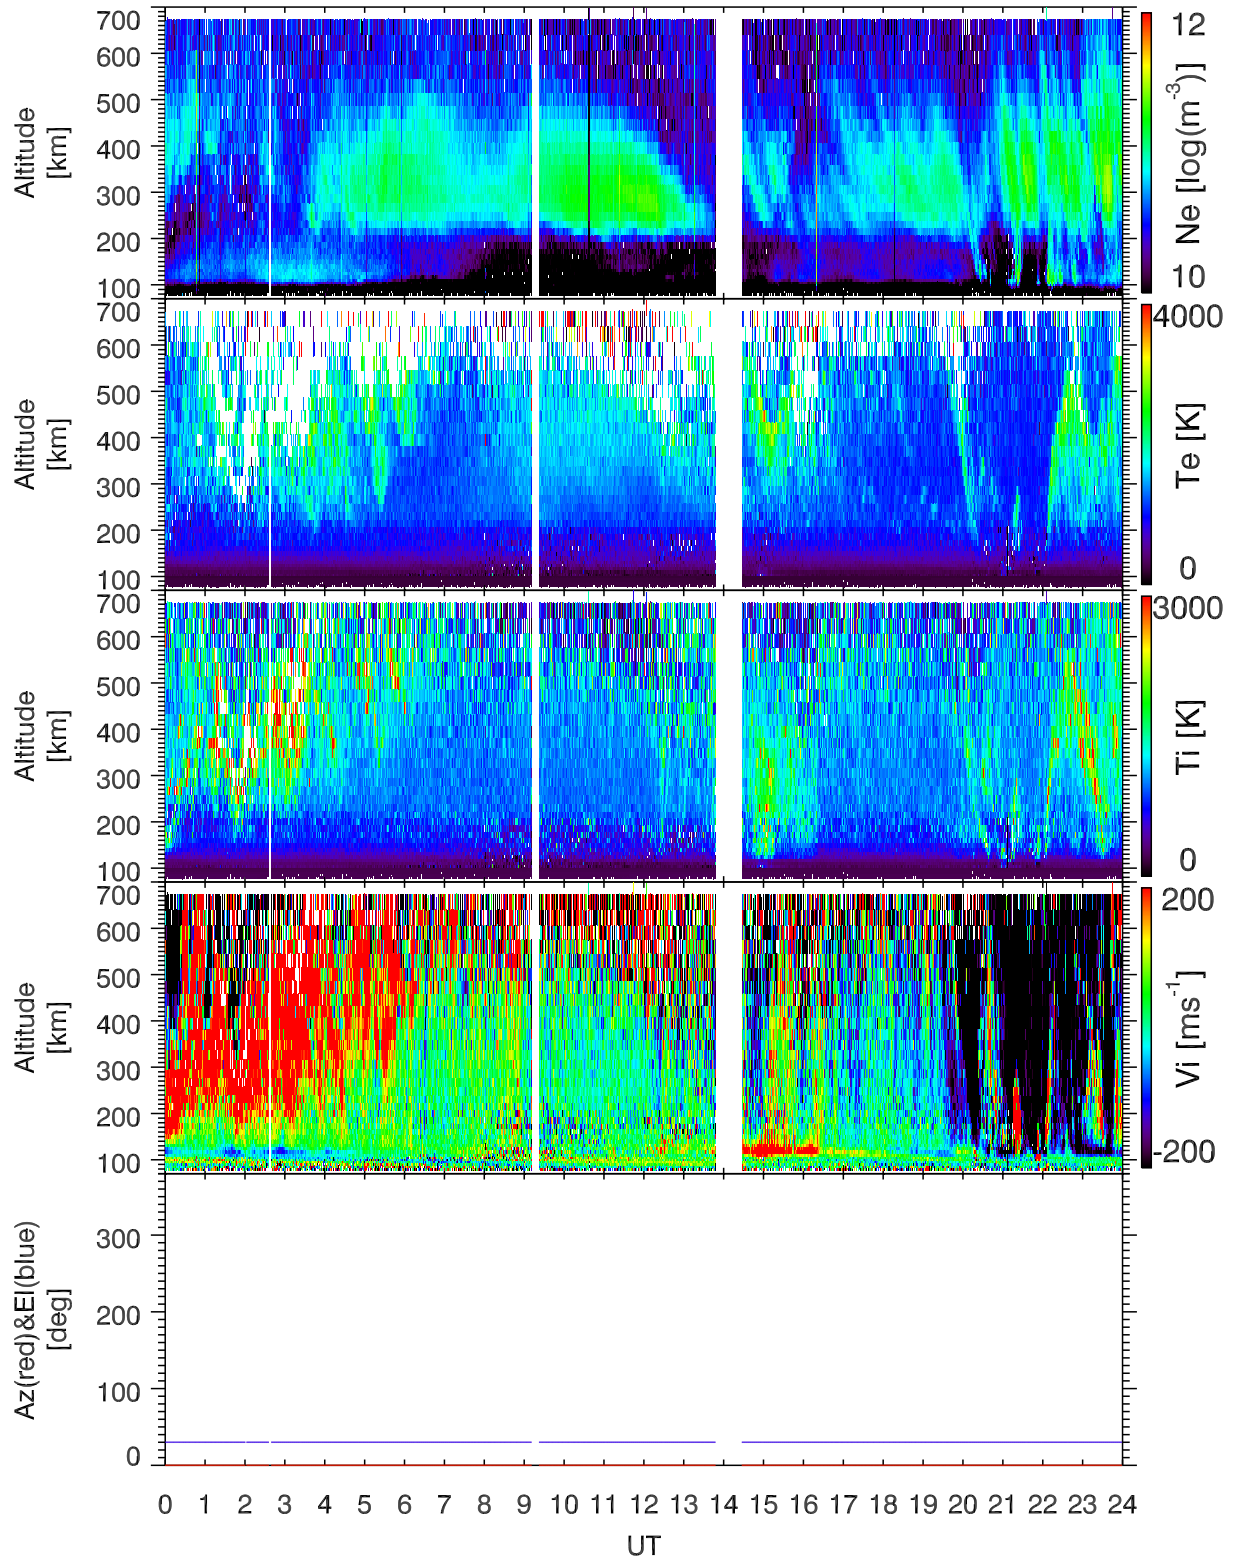 700
600
500
400
300
200
100
Altitude
[km]
12
10
Ne [log(m⁻³)]
700
600
500
400
300
200
100
Altitude
[km]
4000
0
Te [K]
700
600
500
400
300
200
100
Altitude
[km]
3000
0
Ti [K]
700
600
500
400
300
200
100
Altitude
[km]
200
-200
Vi [ms⁻¹]
300
200
100
0
Az(red)&El(blue)
[deg]
0 1 2 3 4 5 6 7 8 9 10 11 12 13 14 15 16 17 18 19 20 21 22 23 24
UT